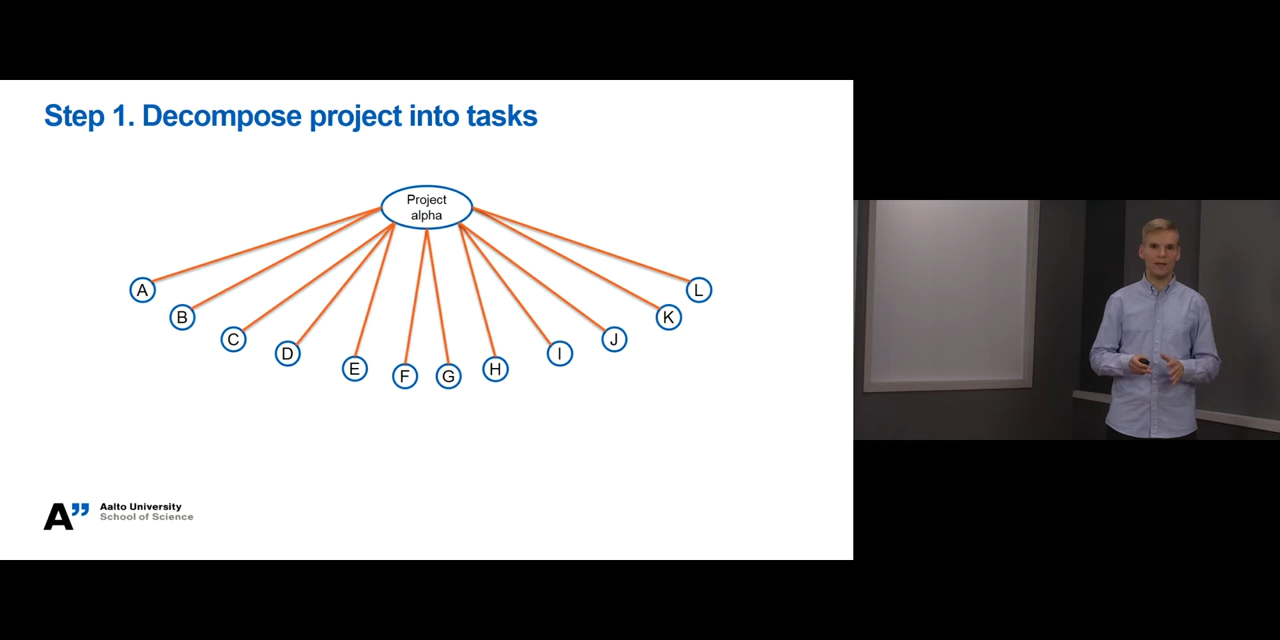 Step 1. Decompose project into tasks
Project
alpha
A
B
C
D
E
F
G
H
I
J
K
L
A”
Aalto University
School of Science